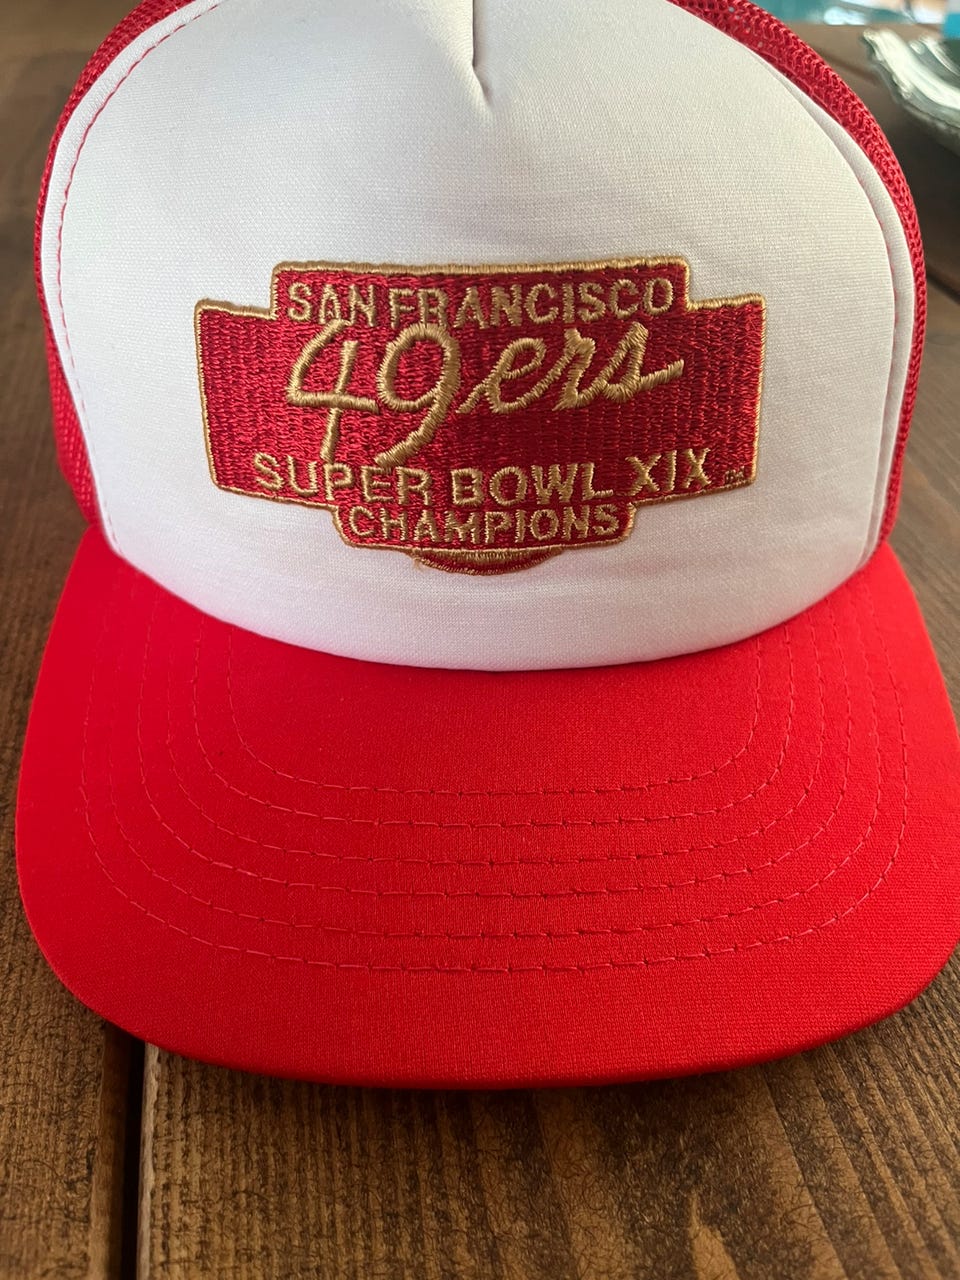 SAN FRANCISCO
49ers
SUPER BOWL XIX
CHAMPIONS